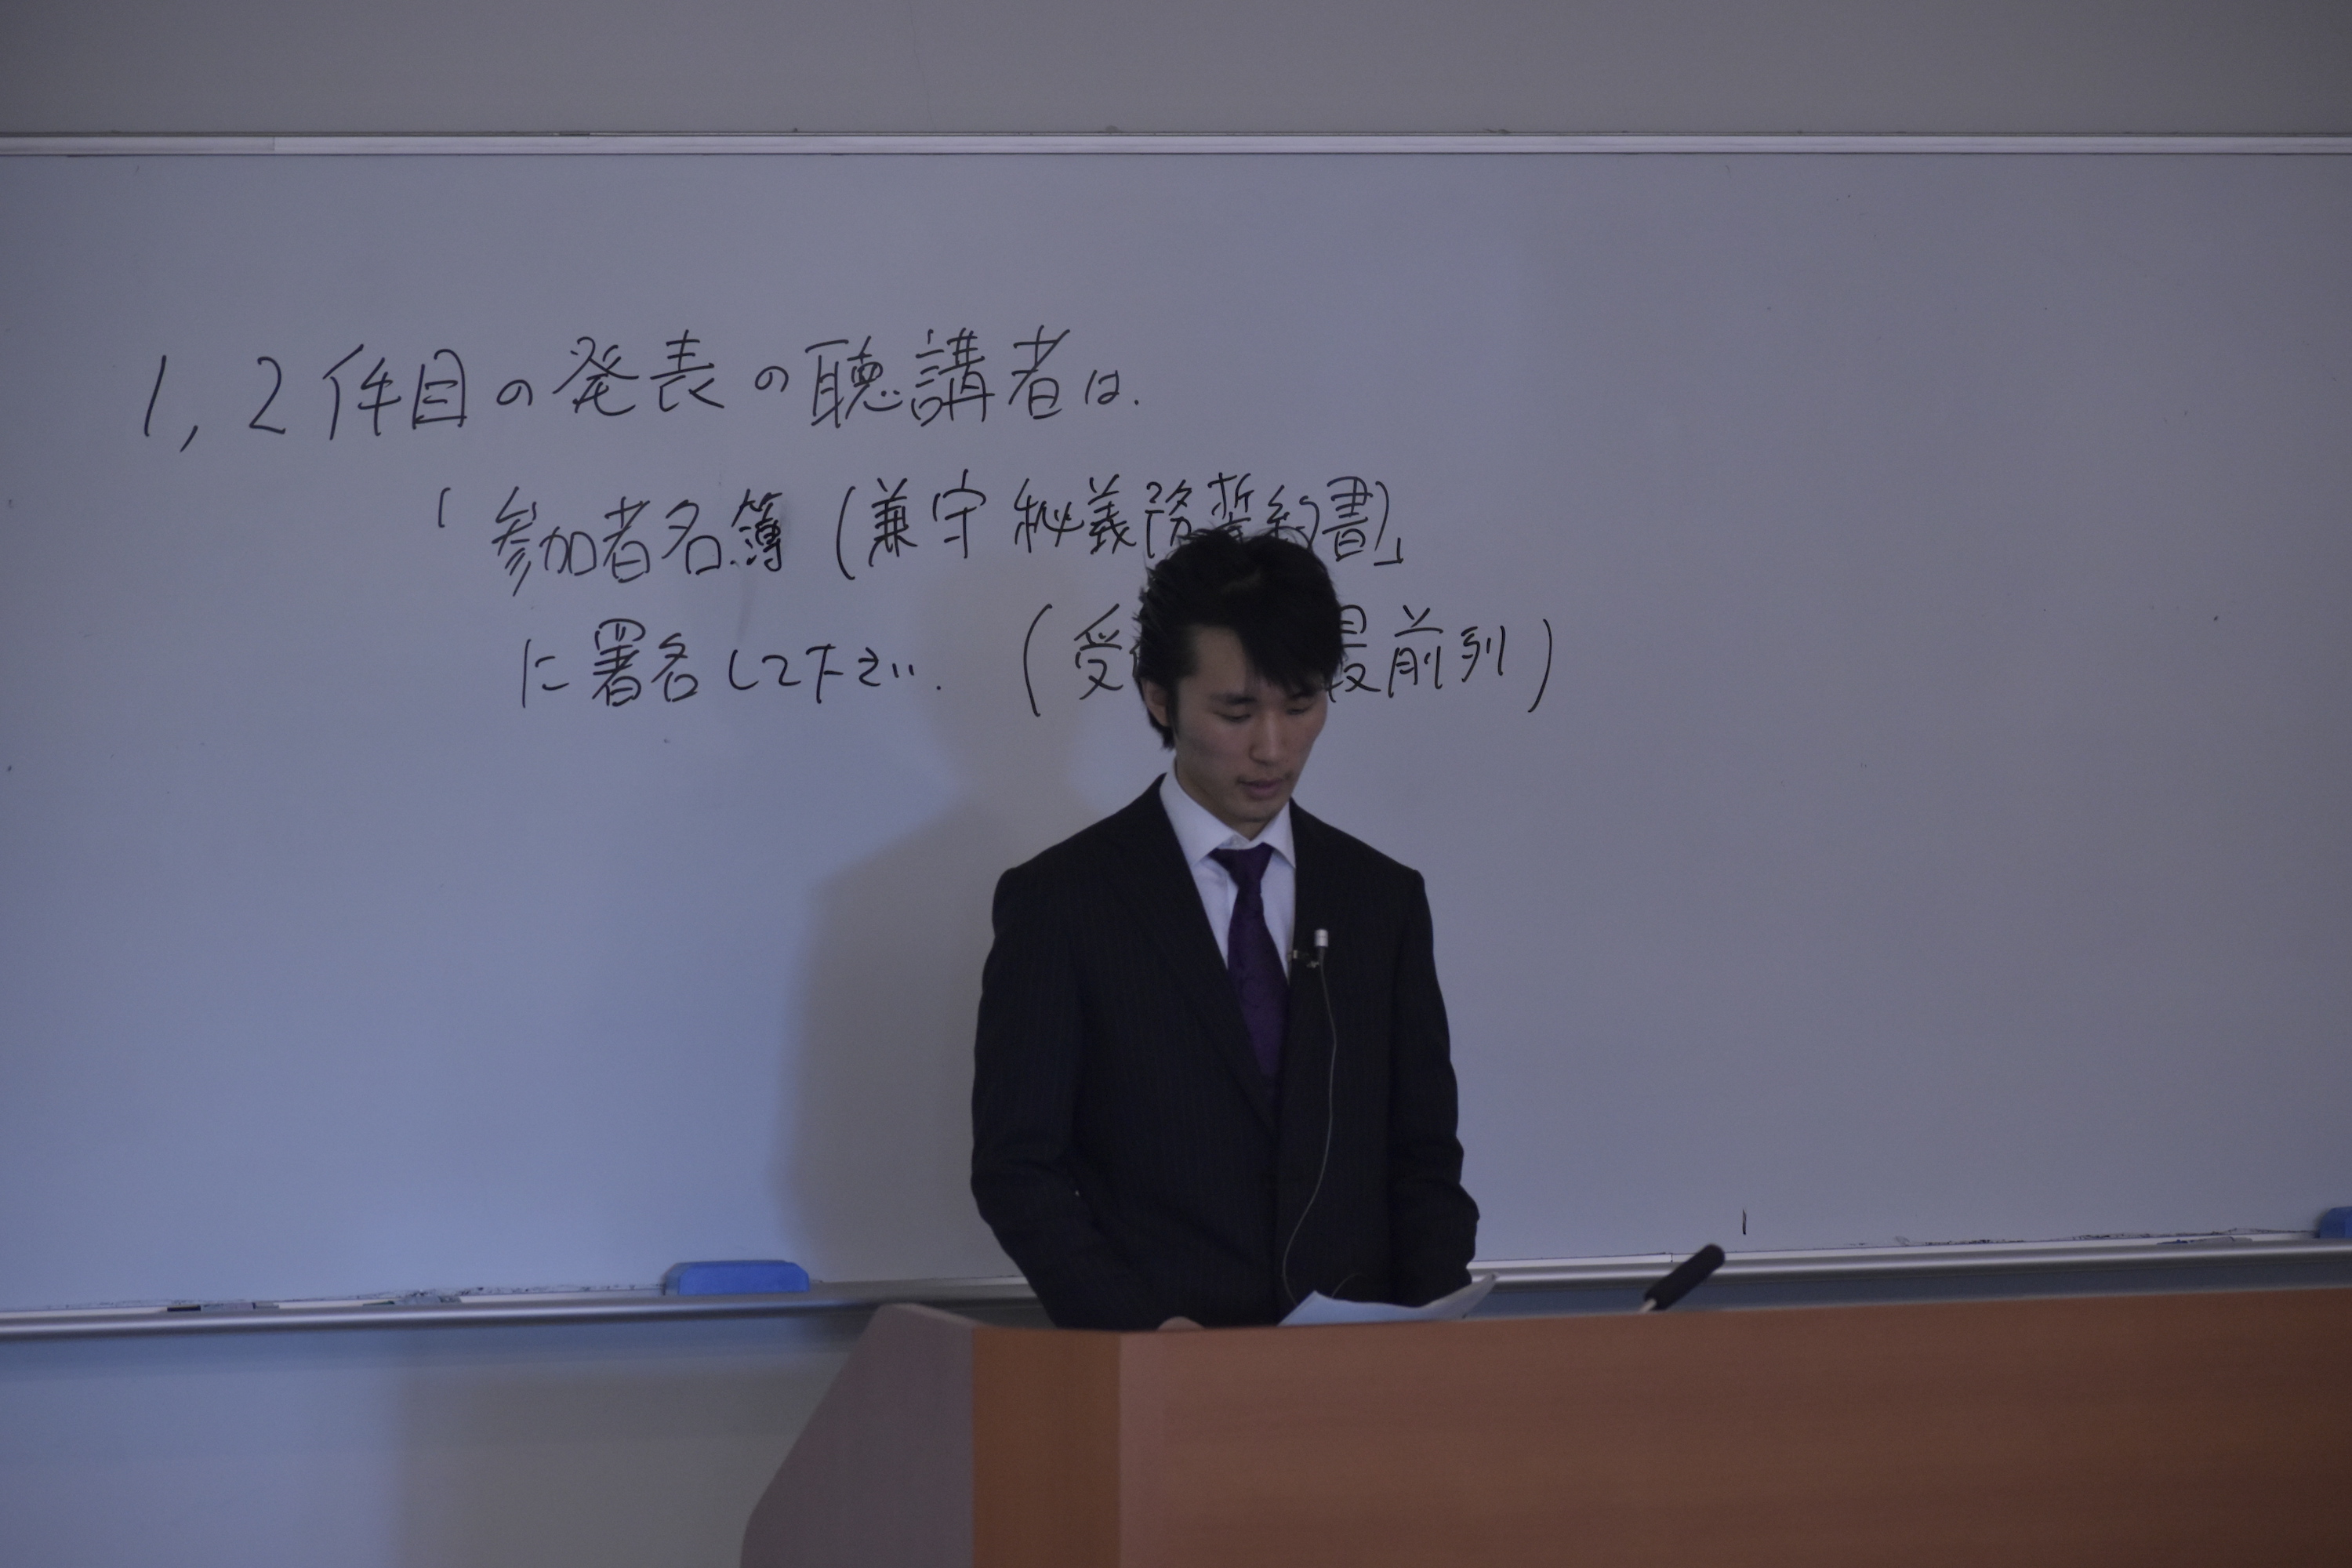 1, 2件目の発表の聴講者は.
「参加者名簿(兼守秘義務誓約書)」
に署名して下さい. (受 最前列)